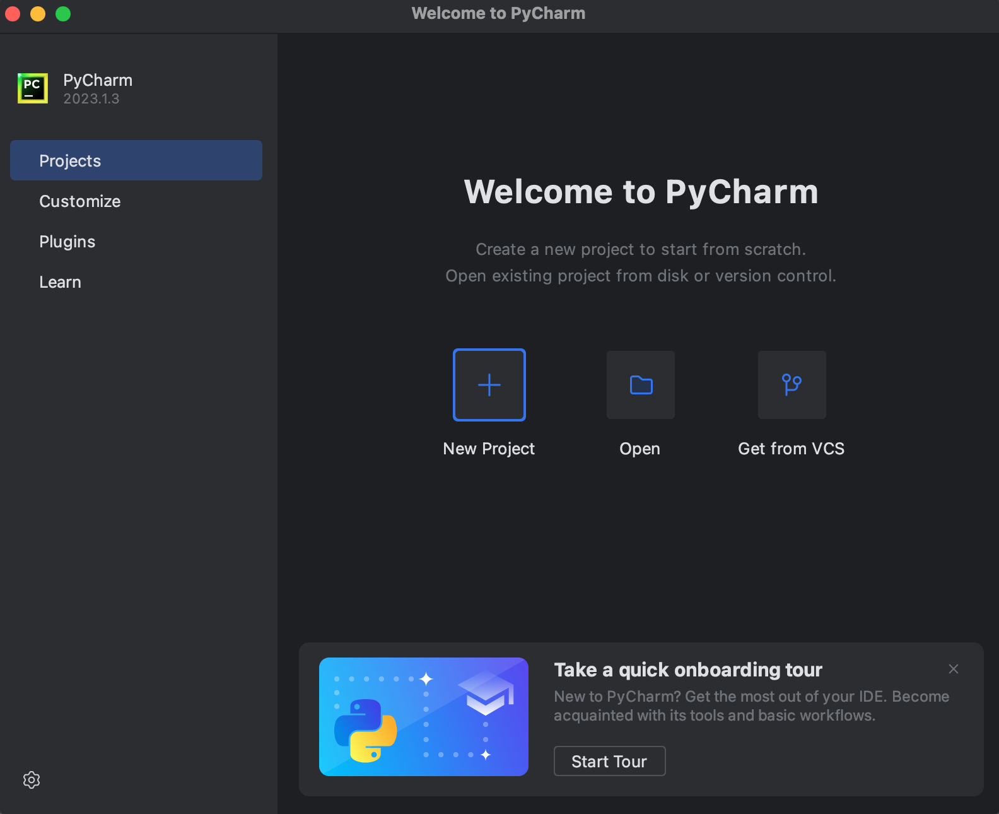 Welcome to PyCharm
PC
PyCharm
2023.1.3
Projects
Customize
Plugins
Learn
Welcome to PyCharm
Create a new project to start from scratch.
Open existing project from disk or version control.
New Project
Open
Get from VCS
Take a quick onboarding tour
New to PyCharm? Get the most out of your IDE. Become
acquainted with its tools and basic workflows.
Start Tour